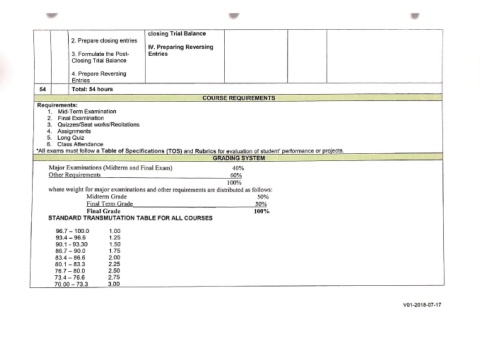 closing Trial Balance
2. Prepare closing entries
IV. Preparing Reversing
3. Formulate the Post- Entries
Closing Trial Balance
4. Prepare Reversing
Entries
54 Total: 54 hours
COURSE REQUIREMENTS
Requirements:
1. Mid-Term Examination
2. Final Examination
3. Quizzes/Seat works/Recitations
4. Assignments
5. Long Quiz
6. Class Attendance
*All exams must follow a Table of Specifications (TOS) and Rubrics for evaluation of student' performance or projects.
GRADING SYSTEM
Major Examinations (Midterm and Final Exam) 40%
Other Requirements 60%
100%
where weight for major examinations and other requirements are distributed as follows:
Midterm Grade 50%
Final Term Grade 50%
Final Grade 100%
STANDARD TRANSMUTATION TABLE FOR ALL COURSES
96.7 – 100.0 1.00
93.4 – 96.6 1.25
90.1 - 93.30 1.50
86.7 – 90.0 1.75
83.4 – 86.6 2.00
80.1 – 83.3 2.25
76.7 – 80.0 2.50
73.4 – 76.6 2.75
70.00 – 73.3 3.00
V01-2018-07-17